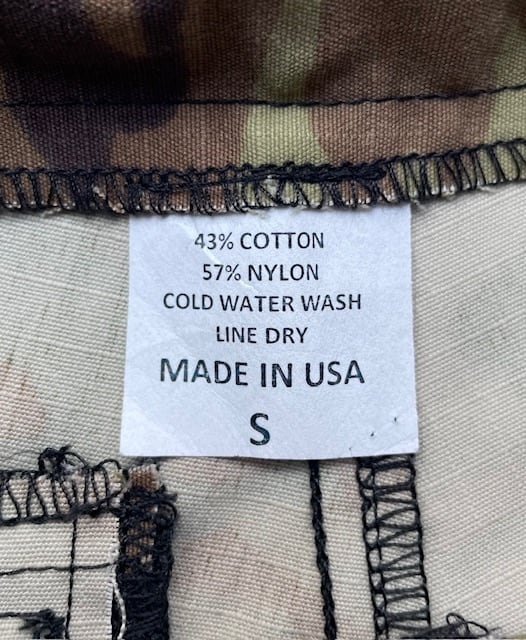 43% COTTON
57% NYLON
COLD WATER WASH
LINE DRY
MADE IN USA
S